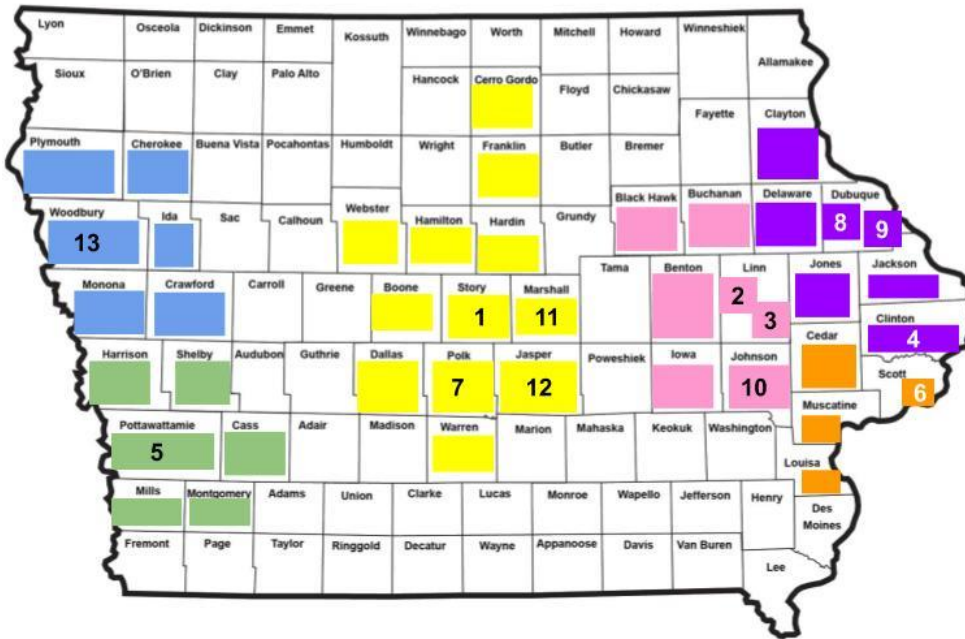 Lyon Osceola Dickinson Emmet Kossuth Winnebago Worth Mitchell Howard Winneshiek Allamakee
Sioux O'Brien Clay Palo Alto Hancock Cerro Gordo Floyd Chickasaw Fayette Clayton
Plymouth Cherokee Buena Vista Pocahontas Humboldt Wright Franklin Butler Bremer
Woodbury Ida Sac Calhoun Webster Hamilton Hardin Grundy Black Hawk Buchanan Delaware Dubuque
13 8 9
Monona Crawford Carroll Greene Boone Story Marshall Tama Benton Linn Jones Jackson
1 11 2 3
Clinton
4
Harrison Shelby Audubon Guthrie Dallas Polk Jasper Poweshiek Iowa Johnson Cedar Scott
7 12 10 6
Pottawattamie Cass Adair Madison Warren Marion Mahaska Keokuk Washington Muscatine
5
Louisa
Mills Montgomery Adams Union Clarke Lucas Monroe Wapello Jefferson Henry Des
Moines
Fremont Page Taylor Ringgold Decatur Wayne Appanoose Davis Van Buren Lee